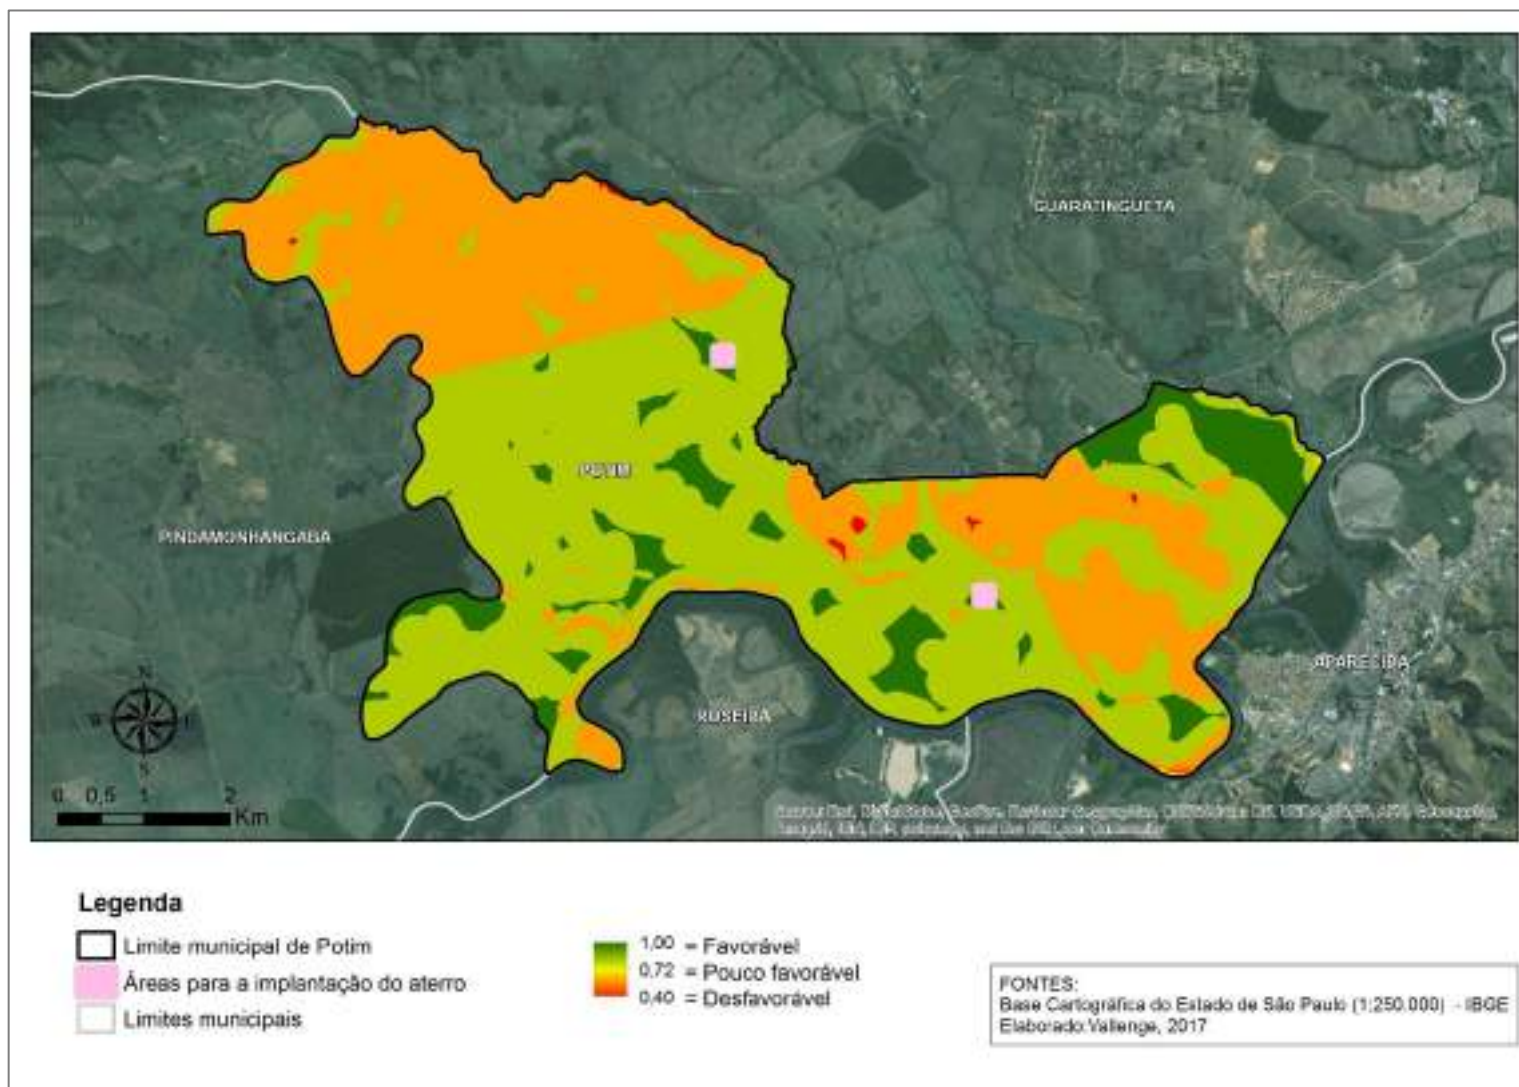 GUARATINGUETA
POTIM
PINDAMONHANGABA
APARECIDA
ROSEIRA
N
S
0 0,5 1 2
Km
Legenda
Limite municipal de Potim
Áreas para a implantação do aterro
Limites municipais
1,00 = Favorável
0,72 = Pouco favorável
0,40 = Desfavorável
FONTES:
Base Cartográfica do Estado de São Paulo (1:250.000) - IBGE
Elaborado:Vallenge, 2017